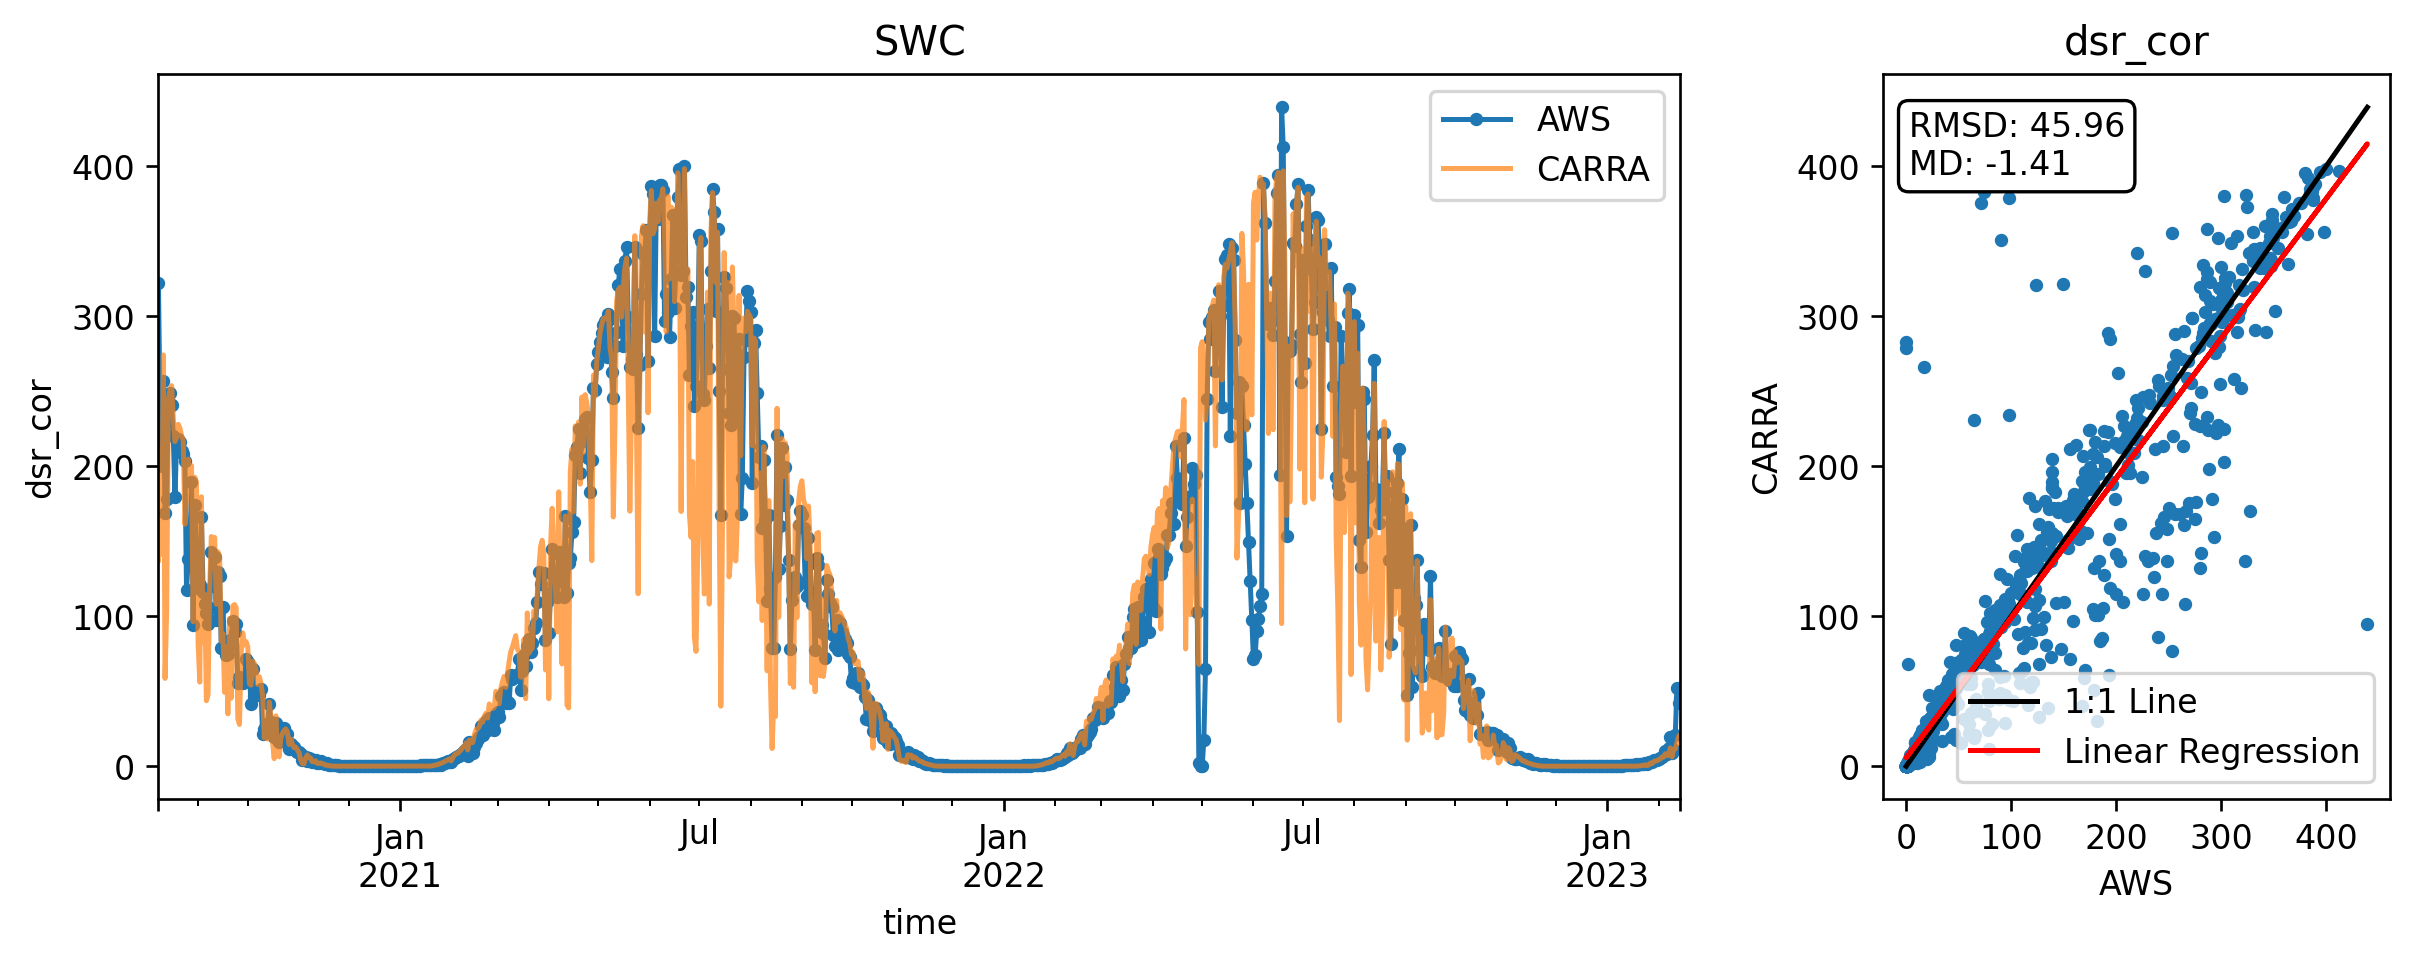 SWC
AWS
CARRA
dsr_cor
400
300
200
100
0
Jan
2021
Jul
Jan
2022
Jul
Jan
2023
time
dsr_cor
RMSD: 45.96
MD: -1.41
CARRA
400
300
200
100
0
1:1 Line
Linear Regression
0 100 200 300 400
AWS